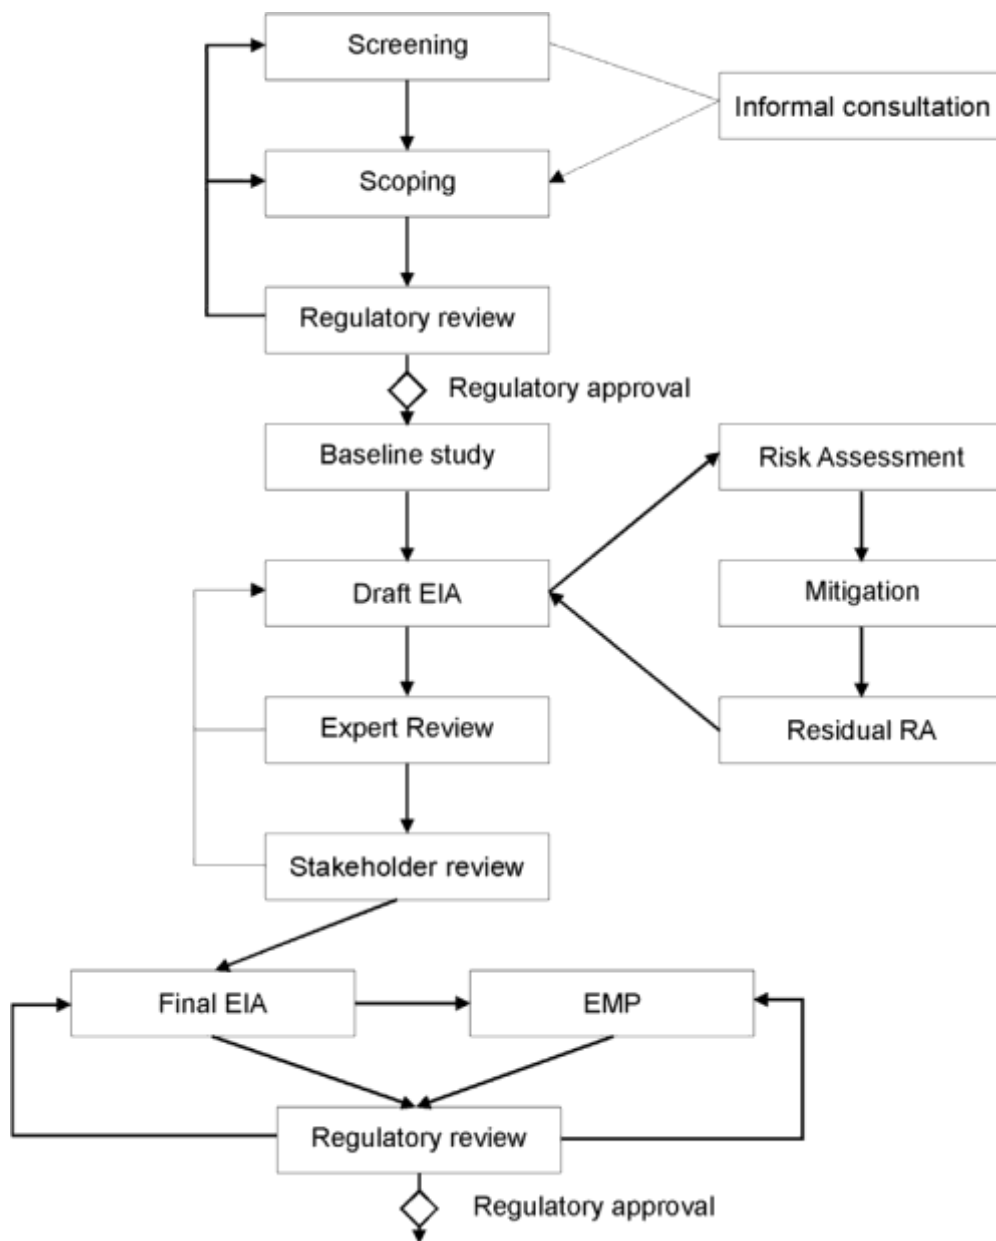 Screening
Informal consultation
Scoping
Regulatory review
Regulatory approval
Baseline study
Risk Assessment
Draft EIA
Mitigation
Expert Review
Residual RA
Stakeholder review
Final EIA
EMP
Regulatory review
Regulatory approval